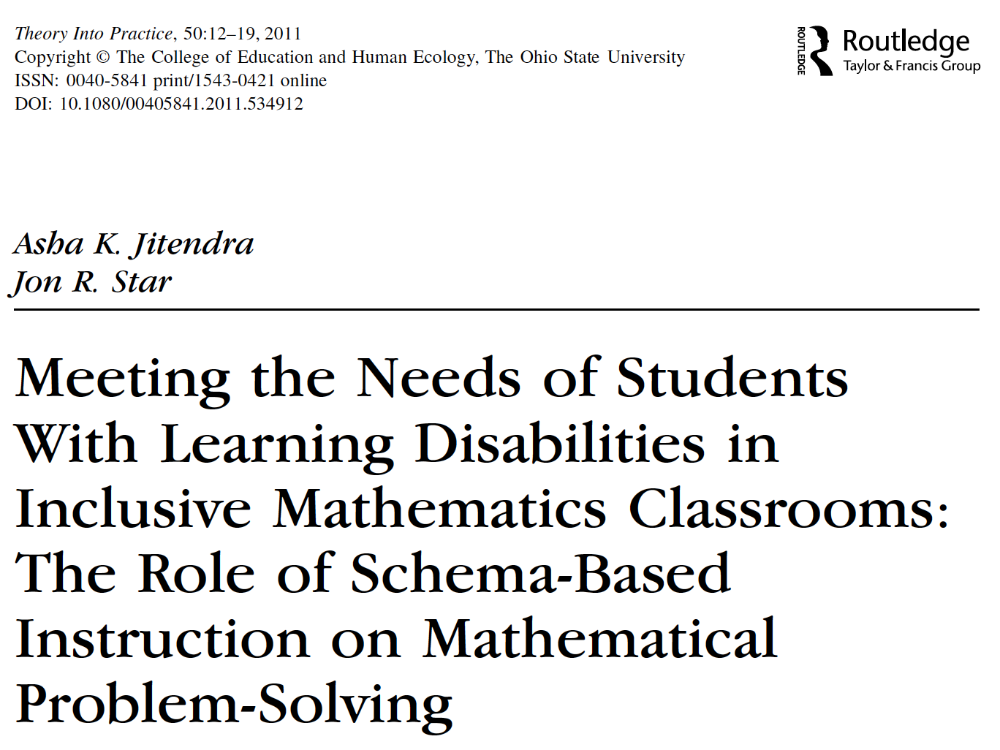 Theory Into Practice, 50:12–19, 2011
Copyright © The College of Education and Human Ecology, The Ohio State University
ISSN: 0040-5841 print/1543-0421 online
DOI: 10.1080/00405841.2011.534912
ROUTLEDGE
Routledge
Taylor & Francis Group
Asha K. Jitendra
Jon R. Star
Meeting the Needs of Students
With Learning Disabilities in
Inclusive Mathematics Classrooms:
The Role of Schema-Based
Instruction on Mathematical
Problem-Solving